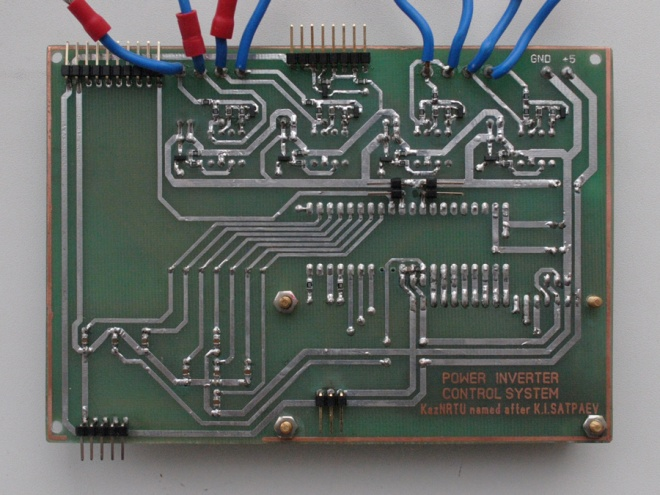 GND +5
POWER INVERTER
CONTROL SYSTEM
KazNRTU named after K.I.SATPAEV